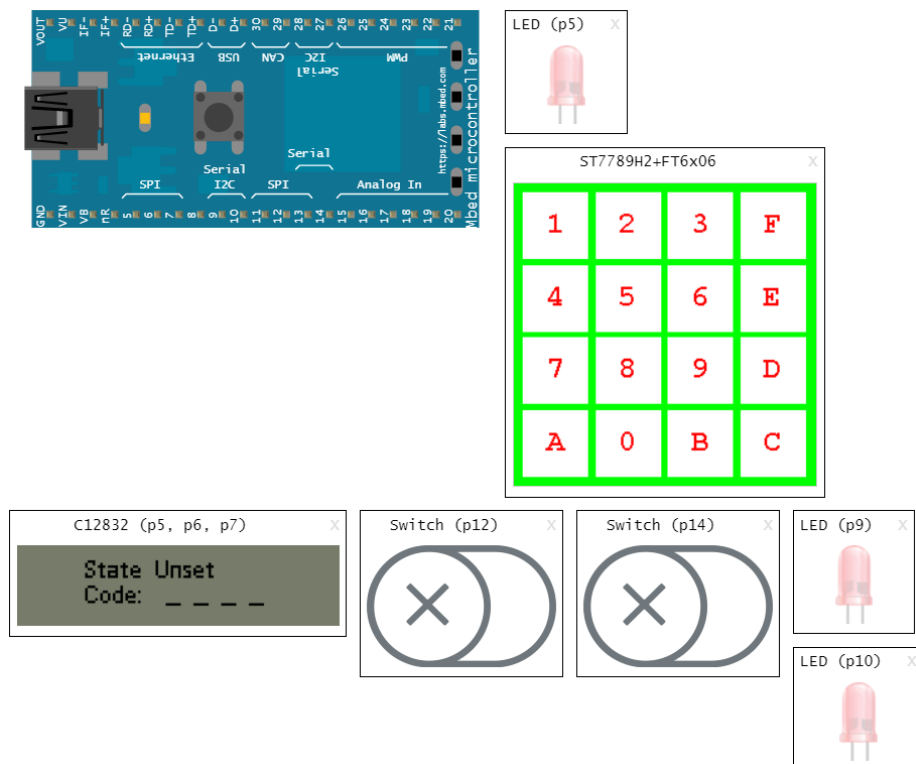 VOUT VU IF- IF+ RD- RD+ TD- TD+ D- D+ 30 29 28 27 26 25 24 23 22 21
Ethernet USB CAN I2C PWM
Serial
https://labs.mbed.com
Mbed microcontroller
Serial
Serial
SPI I2C SPI Analog In
GND VIN VB nR 5 6 7 8 9 10 11 12 13 14 15 16 17 18 19 20
LED (p5) X
ST7789H2+FT6x06 X
1 2 3 F
4 5 6 E
7 8 9 D
A 0 B C
C12832 (p5, p6, p7) X
State Unset
Code: _ _ _ _
Switch (p12) X
Switch (p14) X
LED (p9) X
LED (p10) X